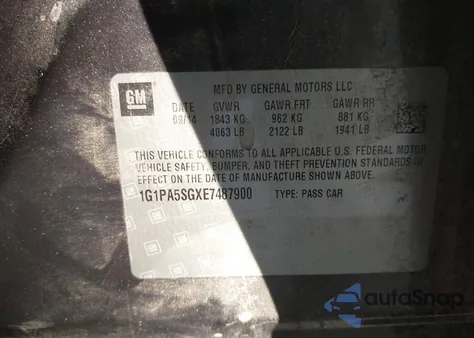 GM
MFD BY GENERAL MOTORS LLC
DATE GVWR GAWR FRT GAWR RR
03/14 1843 KG 962 KG 881 KG
4063 LB 2122 LB 1941 LB
THIS VEHICLE CONFORMS TO ALL APPLICABLE U.S. FEDERAL MOTOR
VEHICLE SAFETY, BUMPER, AND THEFT PREVENTION STANDARDS IN
EFFECT ON THE DATE OF MANUFACTURE SHOWN ABOVE.
1G1PA5SGXE7487900 TYPE: PASS CAR
autoSnap